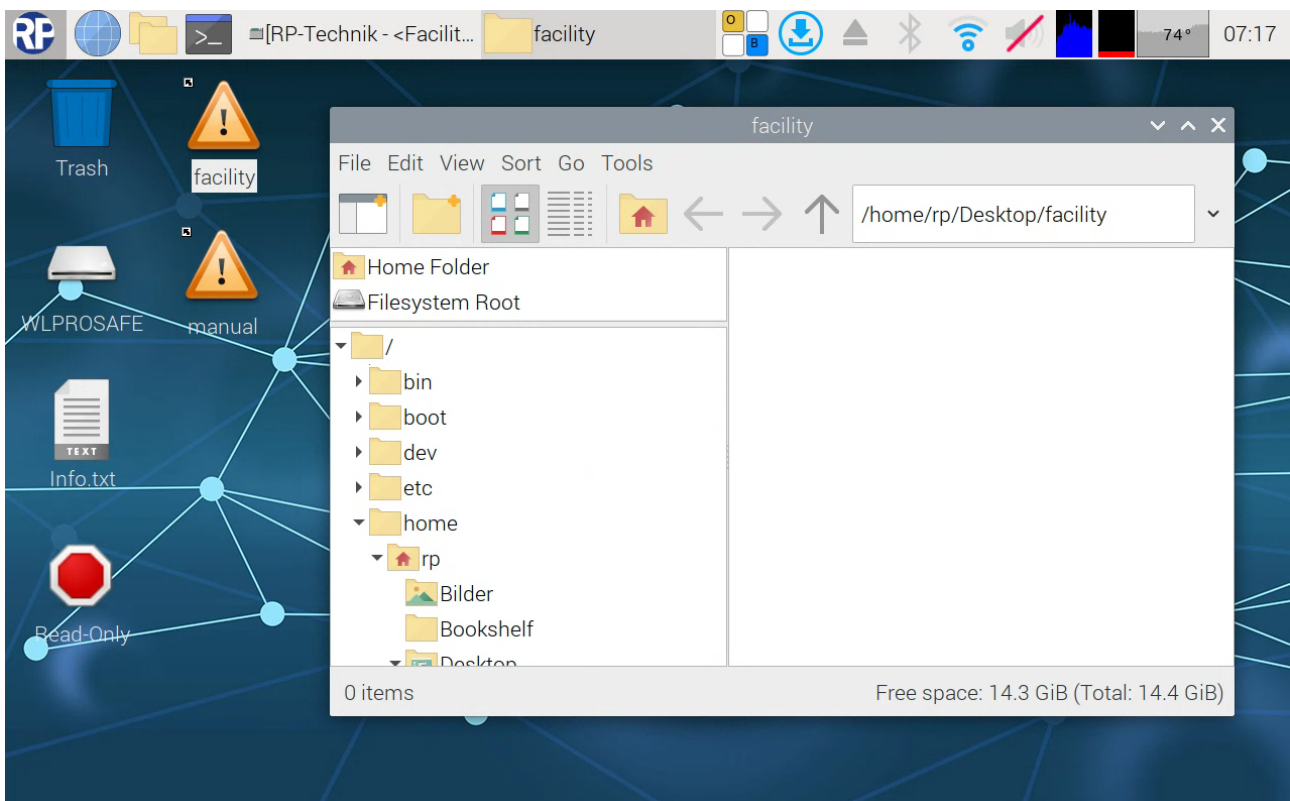 RP
>_
[RP-Technik - <Facilit...
facility
O
B
74°
07:17
Trash
facility
WLPROSAFE
manual
TEXT
Info.txt
Read-Only
facility
File Edit View Sort Go Tools
/home/rp/Desktop/facility
Home Folder
Filesystem Root
/
bin
boot
dev
etc
home
rp
Bilder
Bookshelf
Desktop
0 items
Free space: 14.3 GiB (Total: 14.4 GiB)